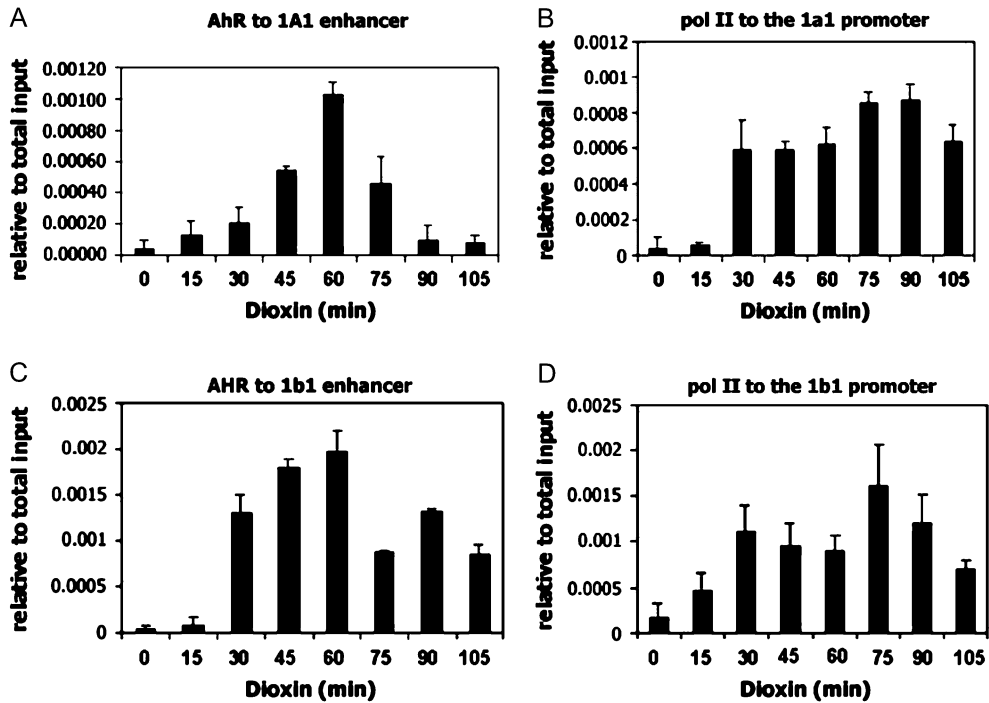 A
AhR to 1A1 enhancer
relative to total input
0.00120
0.00100
0.00080
0.00060
0.00040
0.00020
0.00000
0 15 30 45 60 75 90 105
Dioxin (min)
B
pol II to the 1a1 promoter
relative to total input
0.0012
0.001
0.0008
0.0006
0.0004
0.0002
0
0 15 30 45 60 75 90 105
Dioxin (min)
C
AHR to 1b1 enhancer
relative to total input
0.0025
0.002
0.0015
0.001
0.0005
0
0 15 30 45 60 75 90 105
Dioxin (min)
D
pol II to the 1b1 promoter
relative to total input
0.0025
0.002
0.0015
0.001
0.0005
0
0 15 30 45 60 75 90 105
Dioxin (min)